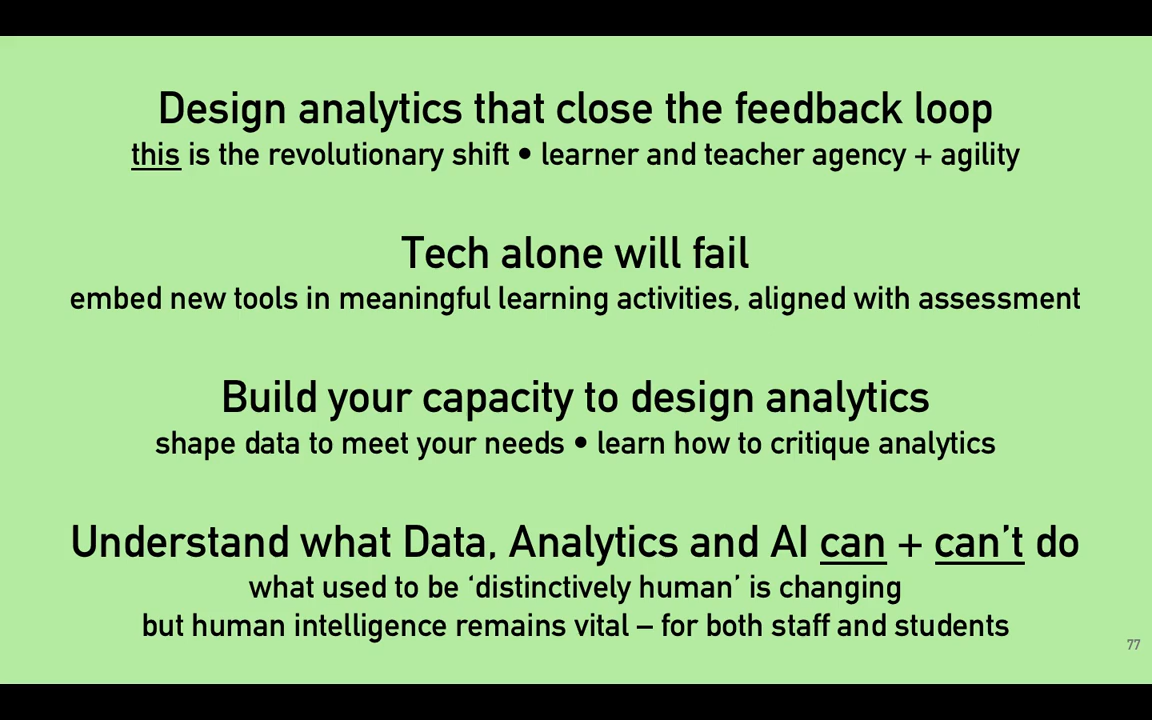 Design analytics that close the feedback loop
this is the revolutionary shift • learner and teacher agency + agility
Tech alone will fail
embed new tools in meaningful learning activities, aligned with assessment
Build your capacity to design analytics
shape data to meet your needs • learn how to critique analytics
Understand what Data, Analytics and AI can + can’t do
what used to be ‘distinctively human’ is changing
but human intelligence remains vital – for both staff and students
77